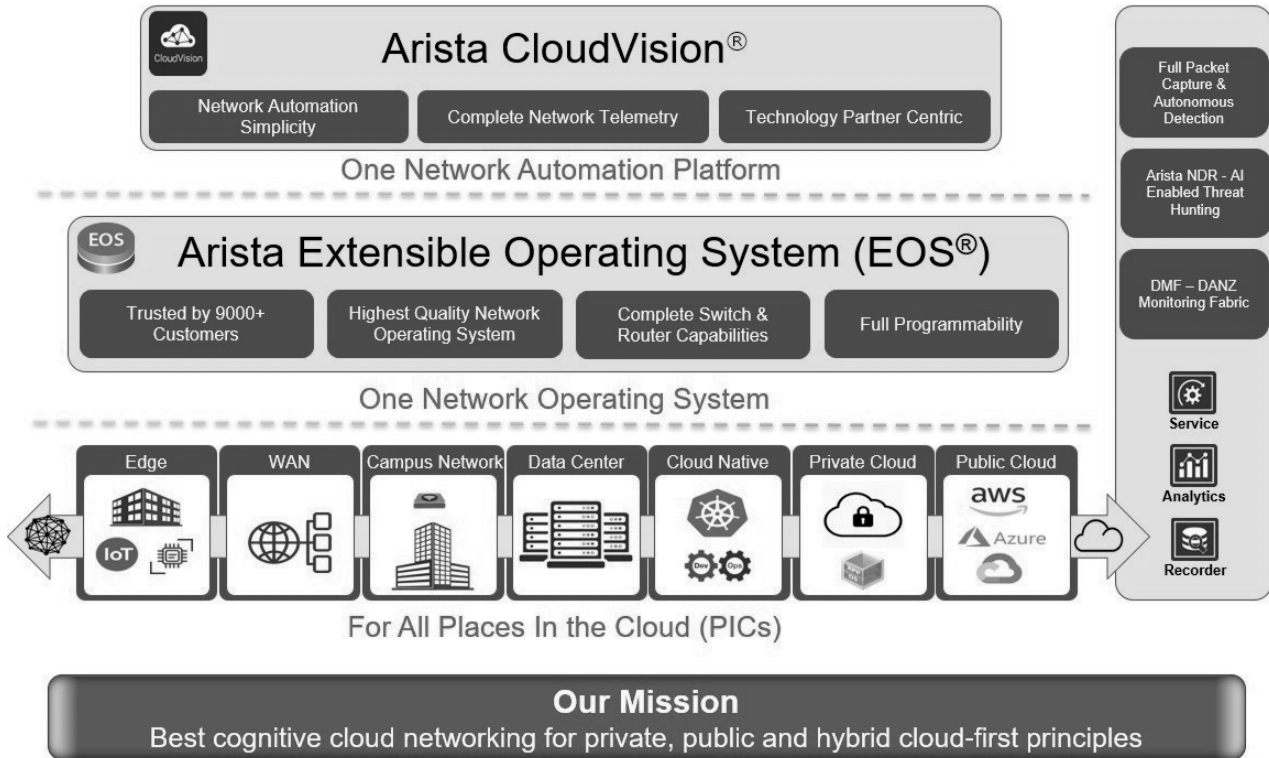 CloudVision
Arista CloudVision®
Network Automation
Simplicity
Complete Network Telemetry
Technology Partner Centric
One Network Automation Platform
EOS
Arista Extensible Operating System (EOS®)
Trusted by 9000+
Customers
Highest Quality Network
Operating System
Complete Switch &
Router Capabilities
Full Programmability
One Network Operating System
Edge
IoT
WAN
Campus Network
Data Center
Cloud Native
Dev
Ops
Private Cloud
APP
OS
Public Cloud
aws
Azure
For All Places In the Cloud (PICs)
Full Packet
Capture &
Autonomous
Detection
Arista NDR - AI
Enabled Threat
Hunting
DMF – DANZ
Monitoring Fabric
Service
Analytics
Recorder
Our Mission
Best cognitive cloud networking for private, public and hybrid cloud-first principles